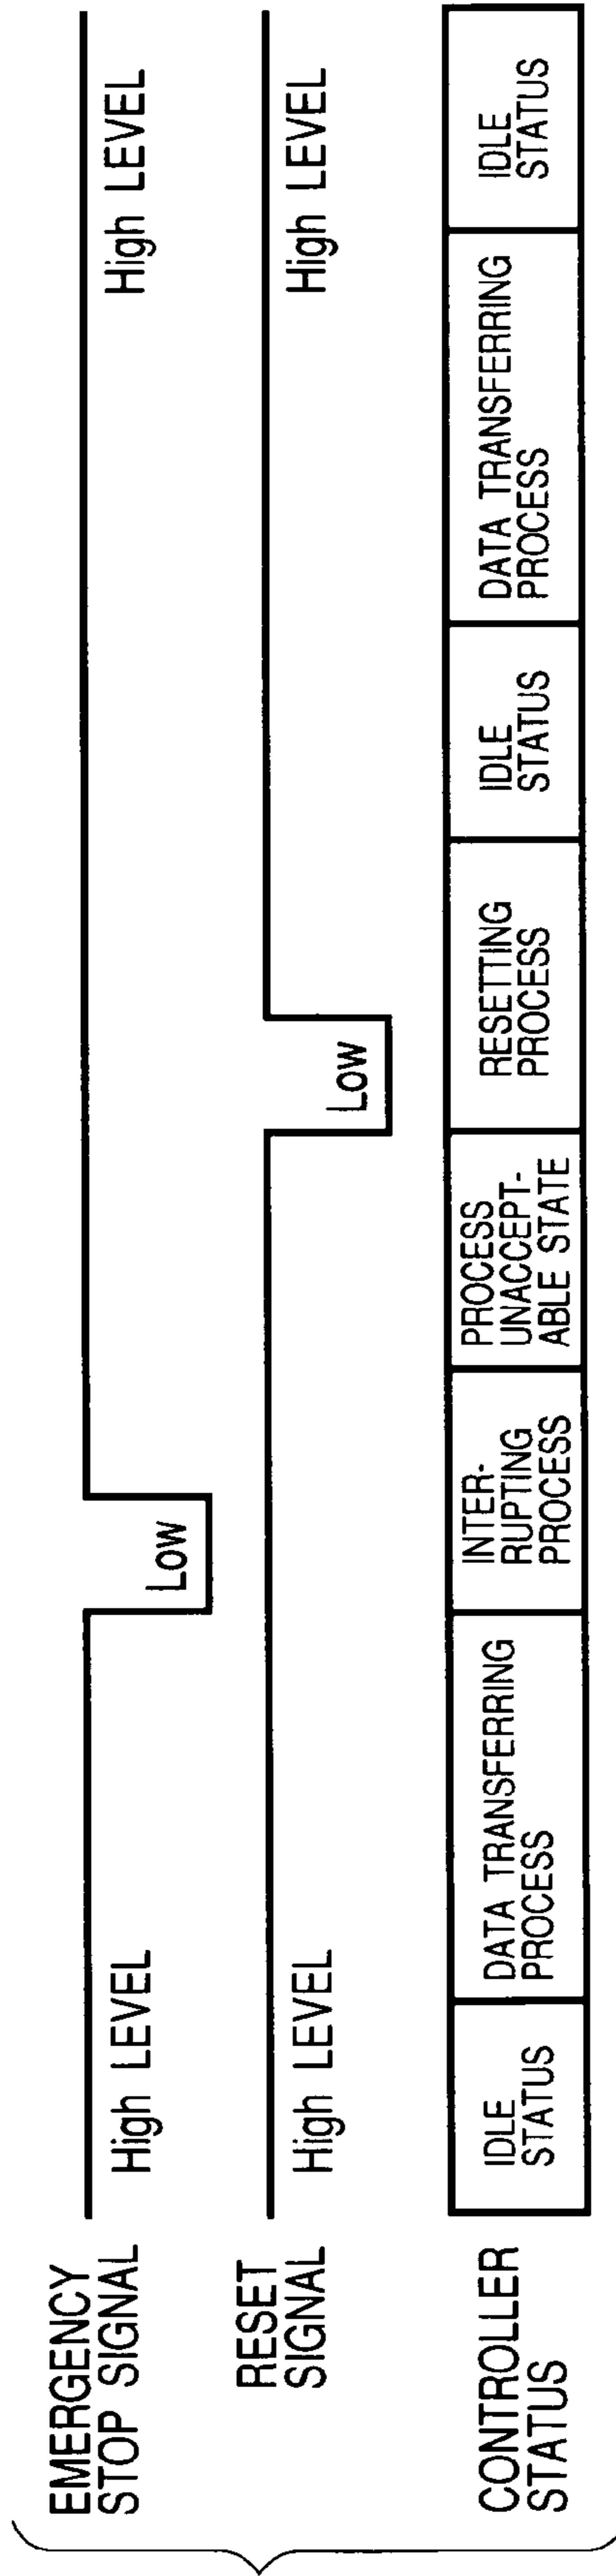 EMERGENCY
STOP SIGNAL
High LEVEL
Low
High LEVEL
RESET
SIGNAL
High LEVEL
Low
High LEVEL
CONTROLLER
STATUS
IDLE
STATUS
DATA TRANSFERRING
PROCESS
INTER-
RUPTING
PROCESS
PROCESS
UNACCEPT-
ABLE STATE
RESETTING
PROCESS
IDLE
STATUS
DATA TRANSFERRING
PROCESS
IDLE
STATUS